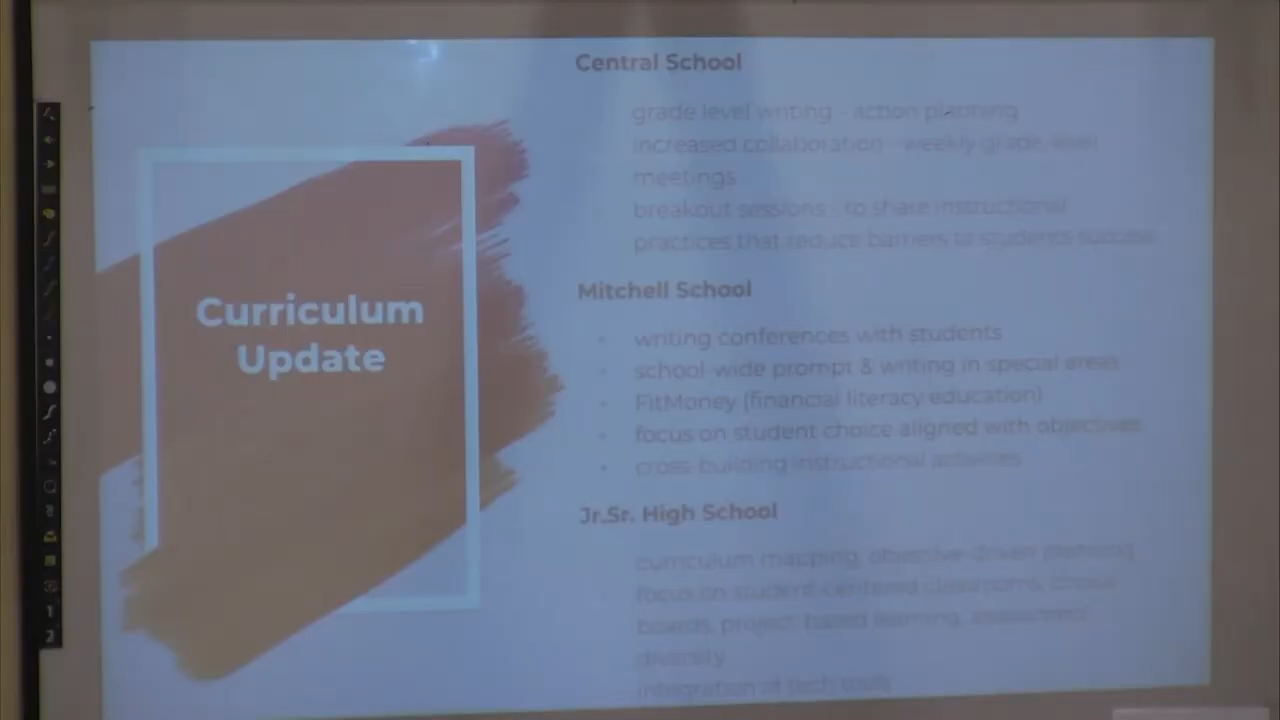 Curriculum
Update
Central School
grade level writing - action planning
increased collaboration - weekly grade level
meetings
breakout sessions - to share instructional
practices that reduce barriers to students success
Mitchell School
writing conferences with students
school-wide prompt & writing in special areas
FitMoney (financial literacy education)
focus on student choice aligned with objectives
cross-building instructional activities
Jr.Sr. High School
curriculum mapping, objective-driven planning
focus on student-centered classrooms, choice
boards, project-based learning, assessment
diversity
integration of tech tools
1
2